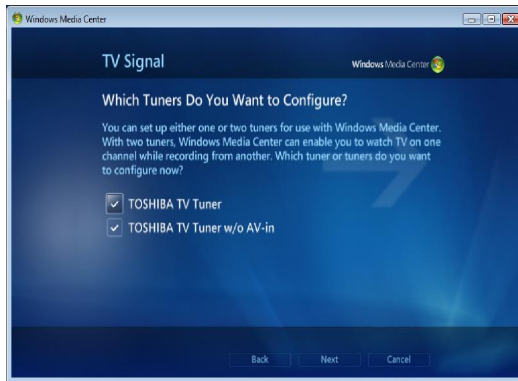 Windows Media Center
TV Signal
Windows Media Center
Which Tuners Do You Want to Configure?
You can set up either one or two tuners for use with Windows Media Center.
With two tuners, Windows Media Center can enable you to watch TV on one
channel while recording from another. Which tuner or tuners do you want
to configure now?
TOSHIBA TV Tuner
TOSHIBA TV Tuner w/o AV-in
Back Next Cancel